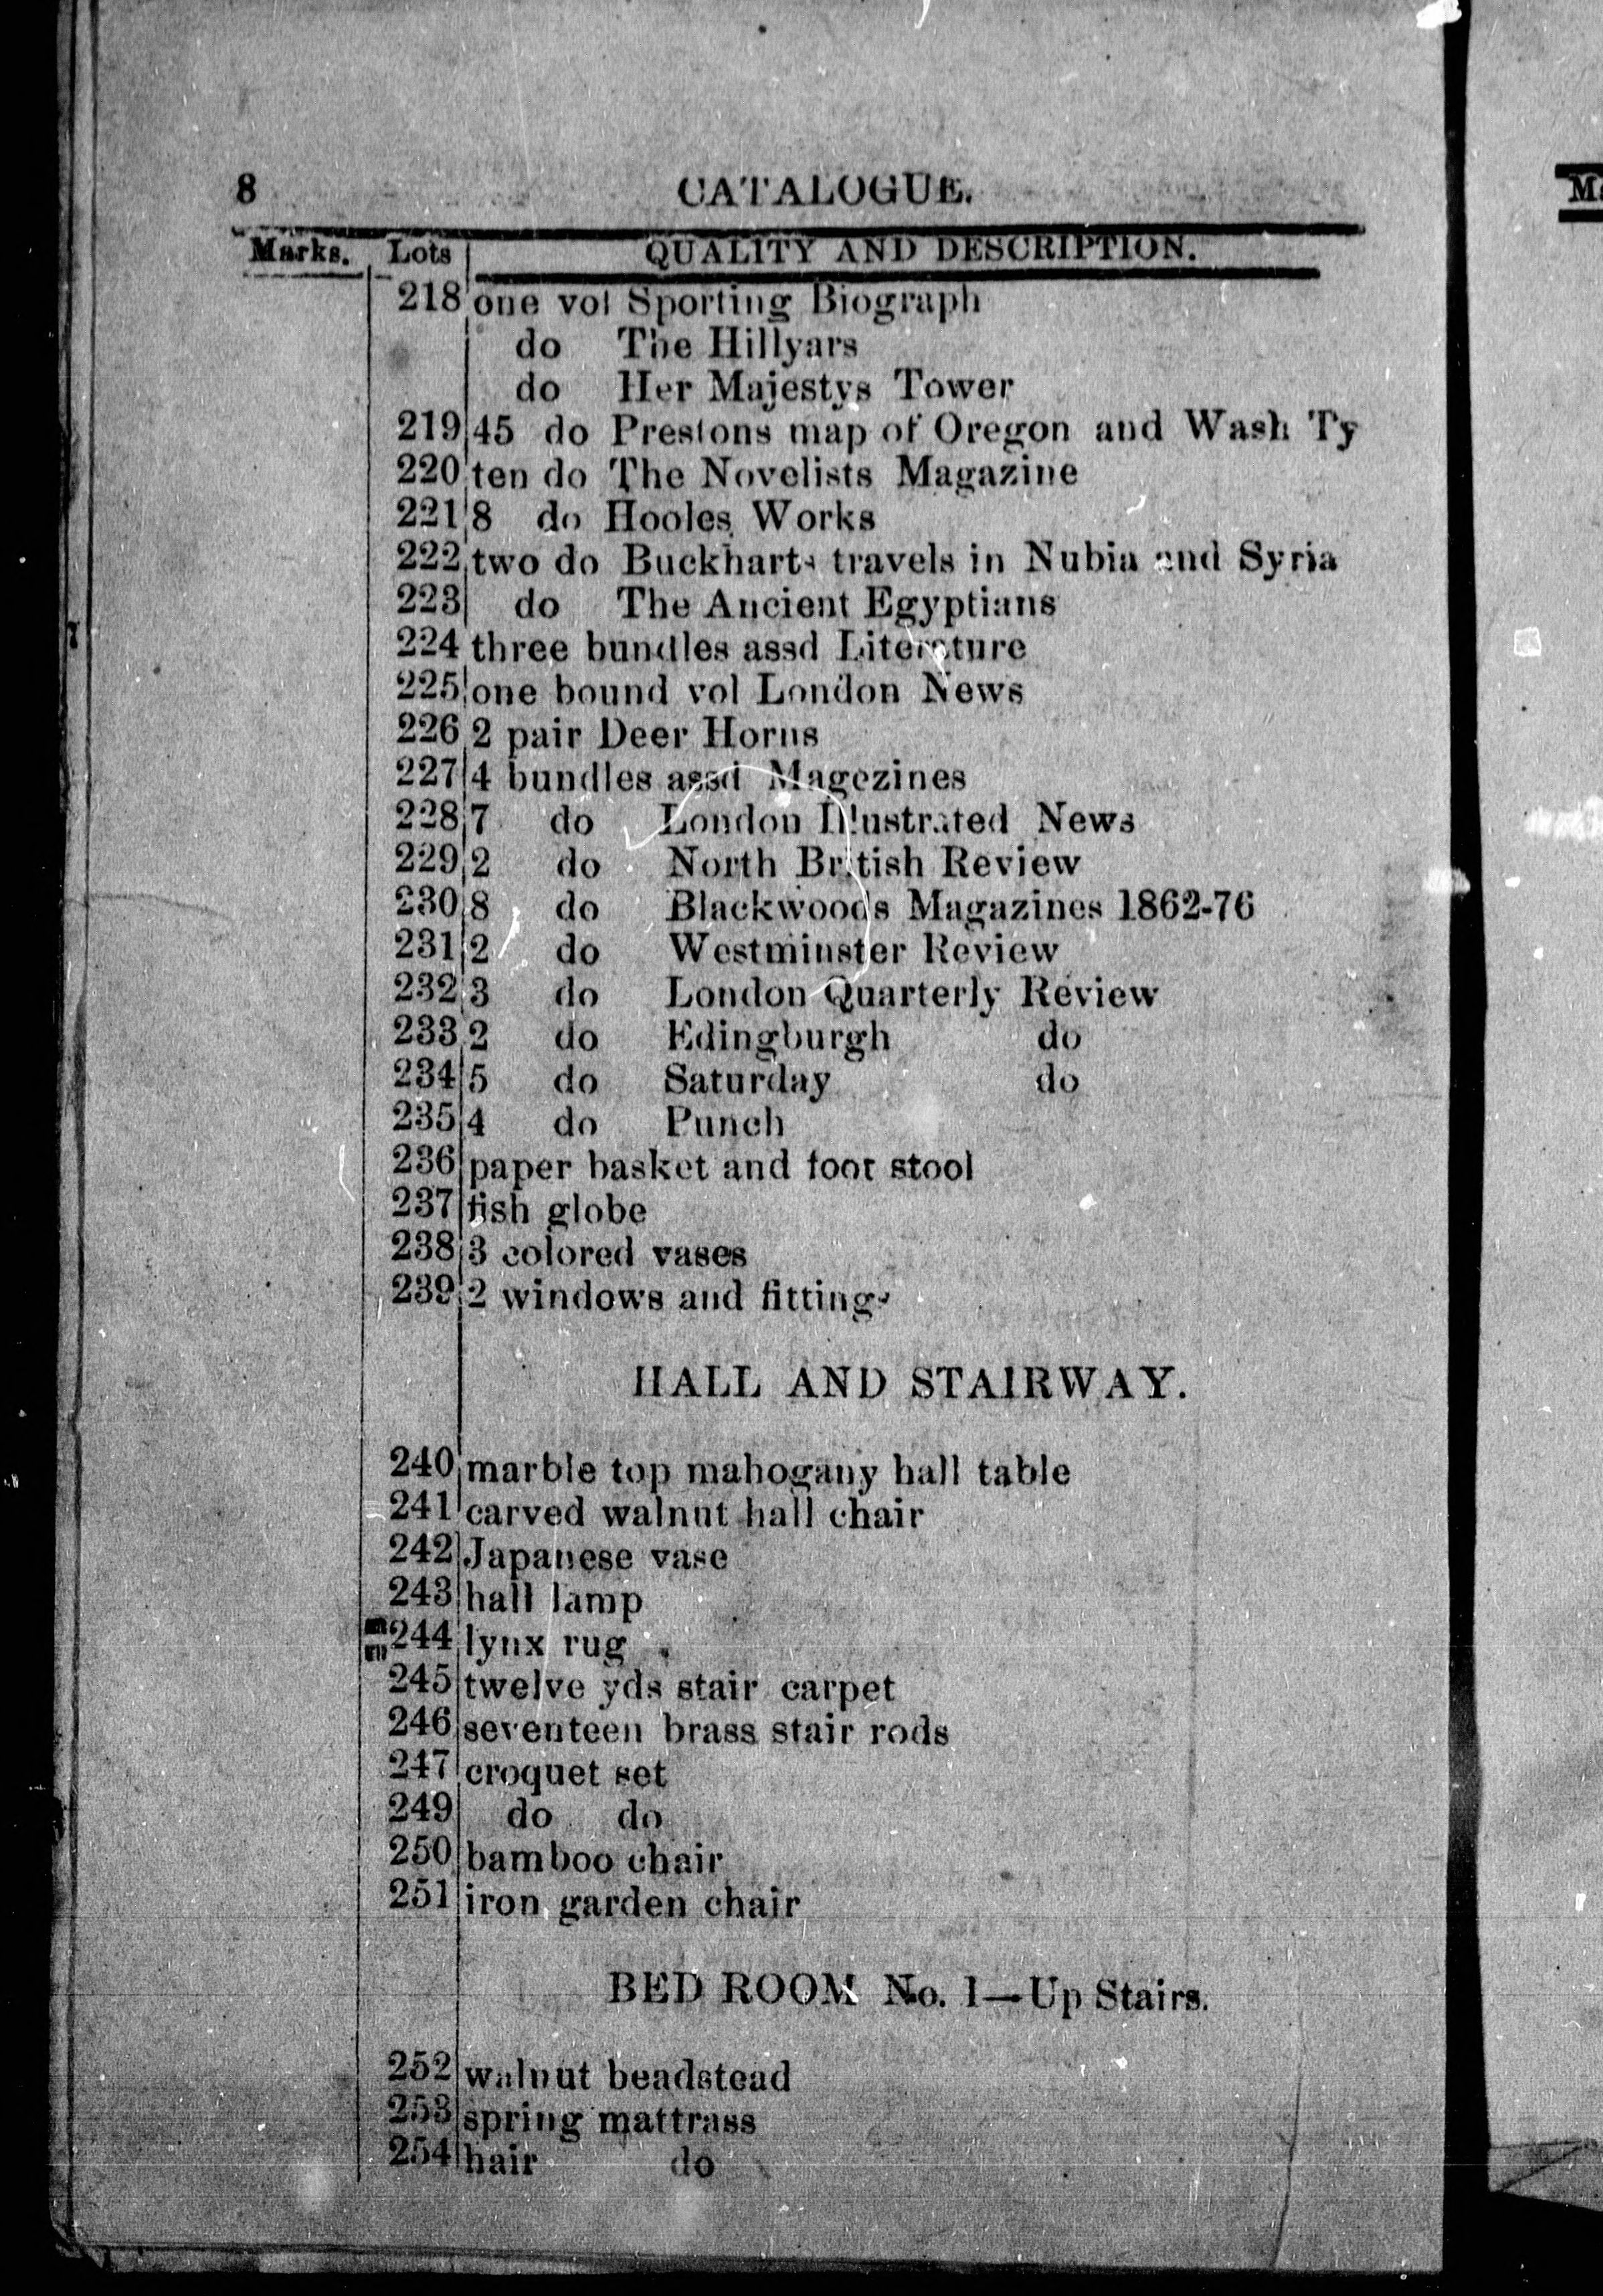 8 CATALOGUE.
Marks. Lots QUALITY AND DESCRIPTION.
218 one vol Sporting Biograph
do The Hillyars
do Her Majestys Tower
219 45 do Prestons map of Oregon and Wash Ty
220 ten do The Novelists Magazine
221 8 do Hooles Works
222 two do Buckharts travels in Nubia and Syria
223 do The Ancient Egyptians
224 three bundles assd Literature
225 one bound vol London News
226 2 pair Deer Horns
227 4 bundles assd Magezines
228 7 do London Illustrated News
229 2 do North British Review
230 8 do Blackwoods Magazines 1862-76
231 2 do Westminster Review
232 3 do London Quarterly Review
233 2 do Edingburgh do
234 5 do Saturday do
235 4 do Punch
236 paper basket and foot stool
237 fish globe
238 3 colored vases
239 2 windows and fittings
HALL AND STAIRWAY.
240 marble top mahogany hall table
241 carved walnut hall chair
242 Japanese vase
243 hall lamp
244 lynx rug
245 twelve yds stair carpet
246 seventeen brass stair rods
247 croquet set
249 do do
250 bamboo chair
251 iron garden chair
BED ROOM No. 1—Up Stairs.
252 walnut beadstead
253 spring mattrass
254 hair do